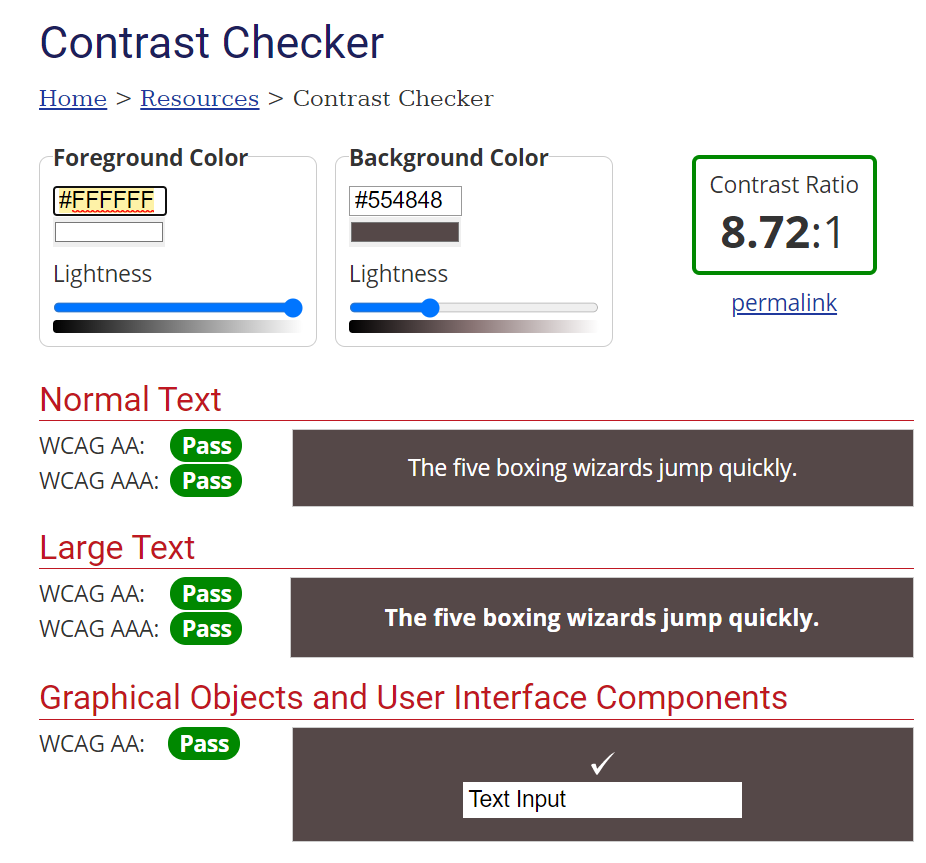 Contrast Checker
Home > Resources > Contrast Checker
Foreground Color
#FFFFFF
Lightness
Background Color
#554848
Lightness
Contrast Ratio
8.72:1
permalink
Normal Text
WCAG AA: Pass
WCAG AAA: Pass
The five boxing wizards jump quickly.
Large Text
WCAG AA: Pass
WCAG AAA: Pass
The five boxing wizards jump quickly.
Graphical Objects and User Interface Components
WCAG AA: Pass
✓
Text Input